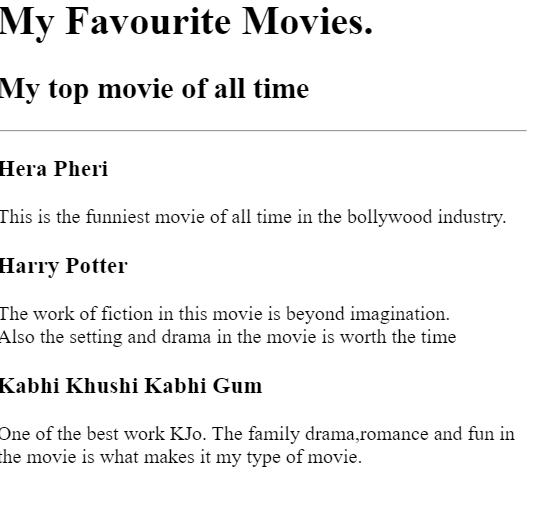 My Favourite Movies.
My top movie of all time
Hera Pheri
This is the funniest movie of all time in the bollywood industry.
Harry Potter
The work of fiction in this movie is beyond imagination.
Also the setting and drama in the movie is worth the time
Kabhi Khushi Kabhi Gum
One of the best work KJo. The family drama,romance and fun in
the movie is what makes it my type of movie.